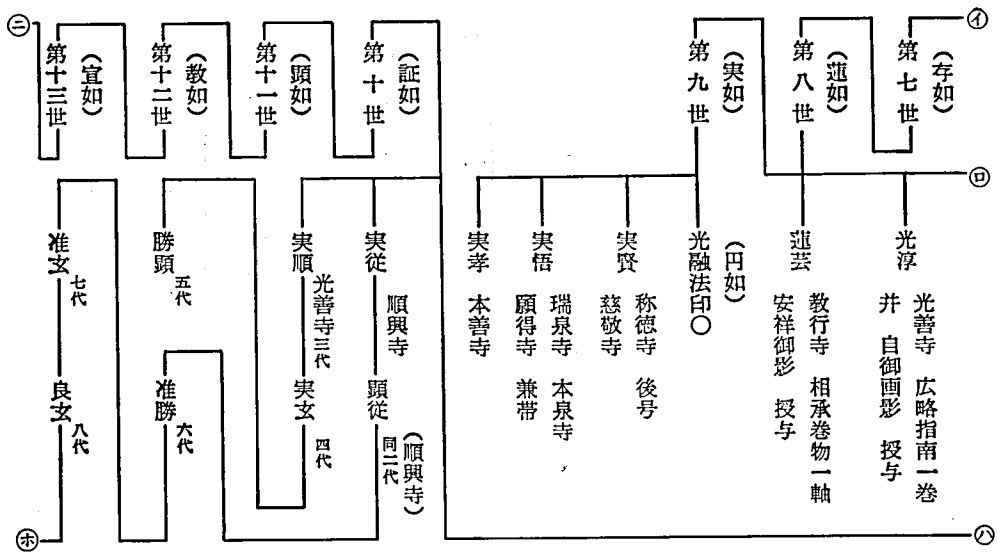 ㋑
㋺
㋩
第七世
(存如)
第八世
(蓮如)
第九世
(実如)
第十世
(証如)
第十一世
(顕如)
第十二世
(教如)
第十三世
(宣如)
㋥
光淳
光善寺 広略指南一巻
并 自御画影 授与
蓮芸
教行寺 相承巻物一軸
安祥御影 授与
光融法印〇
(円如)
実賢
称徳寺 後号
慈敬寺
実悟
瑞泉寺 本泉寺
願得寺 兼帯
実孝 本善寺
実従 順興寺
顕従 同二代
(順興寺)
実順 光善寺三代
実玄 四代
勝顕 五代
准勝 六代
准玄 七代
良玄 八代
㋭